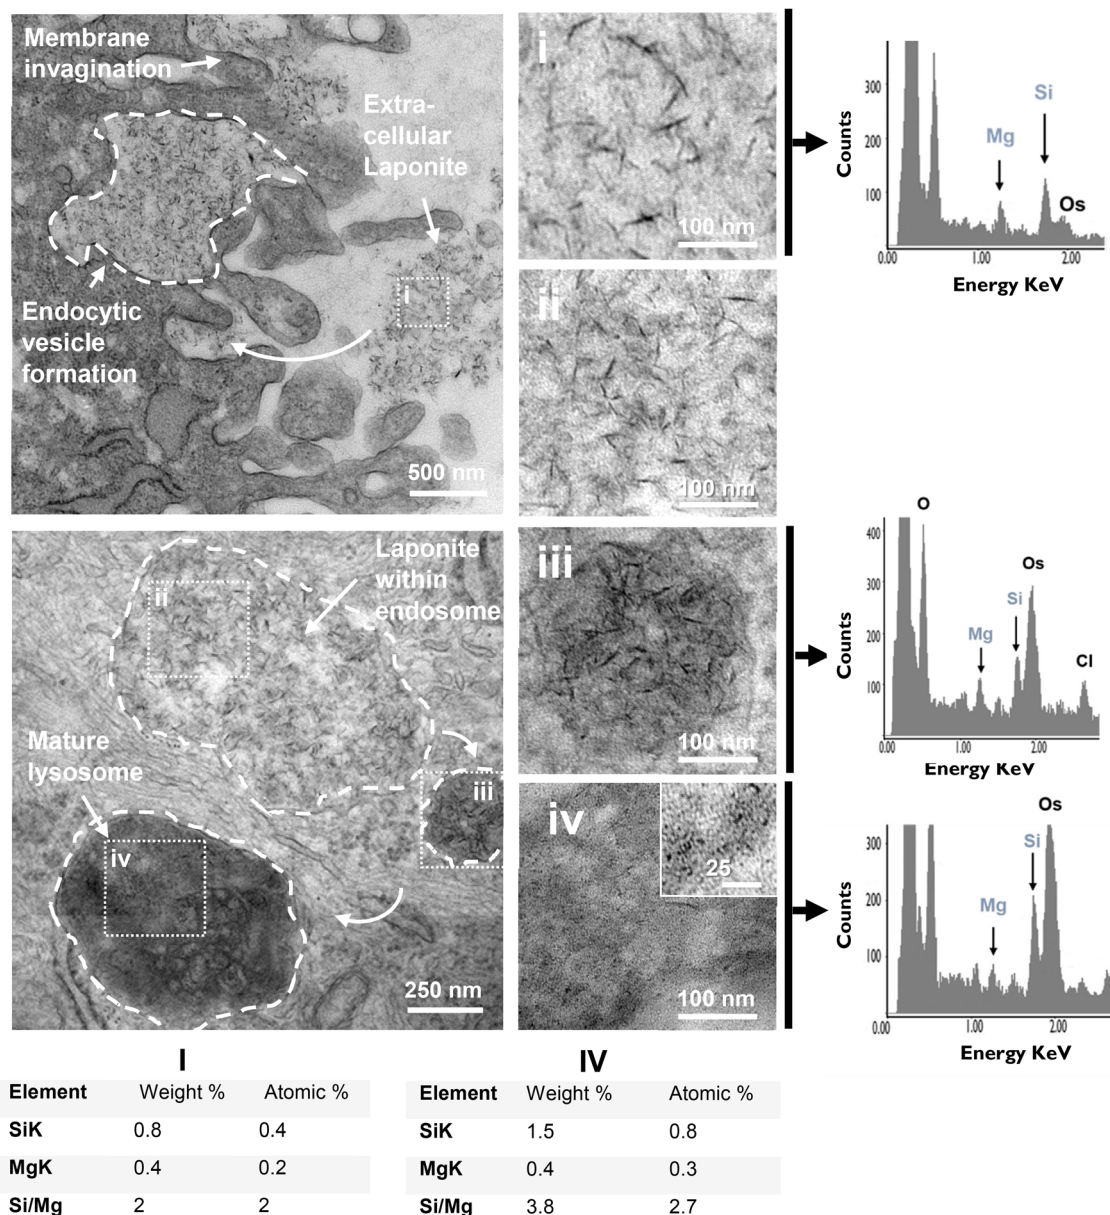 Membrane
invagination
Extra-
cellular
Laponite
i
Endocytic
vesicle
formation
500 nm
i
100 nm
ii
100 nm
300
200
100
Counts
Mg
Si
Os
0.00
1.00
2.00
Energy KeV
Laponite
within
endosome
ii
Mature
lysosome
iii
iv
250 nm
iii
100 nm
iv
25
100 nm
O
400
300
200
100
Counts
Mg
Si
Os
Cl
0.00
1.00
2.00
Energy KeV
Os
300
200
100
Counts
Mg
Si
0.00
1.00
2.00
Energy KeV
I
Element Weight % Atomic %
SiK 0.8 0.4
MgK 0.4 0.2
Si/Mg 2 2
IV
Element Weight % Atomic %
SiK 1.5 0.8
MgK 0.4 0.3
Si/Mg 3.8 2.7